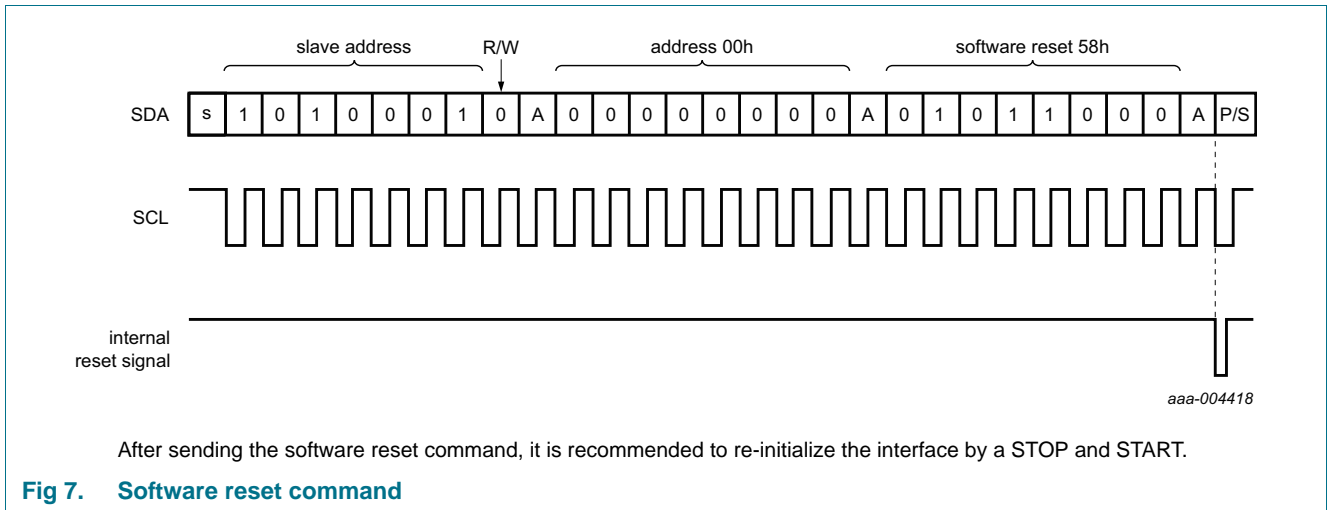 slave address R/W address 00h software reset 58h
SDA s 1 0 1 0 0 0 1 0 A 0 0 0 0 0 0 0 0 A 0 1 0 1 1 0 0 0 A P/S
SCL
internal
reset signal
aaa-004418
After sending the software reset command, it is recommended to re-initialize the interface by a STOP and START.
Fig 7. Software reset command